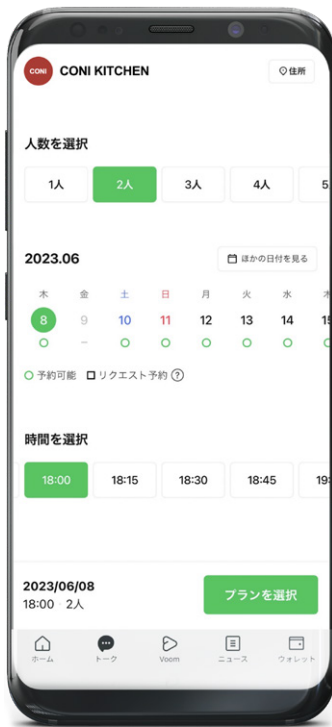 CONI
CONI KITCHEN
住所
人数を選択
1人 2人 3人 4人 5
2023.06
ほかの日付を見る
木 金 土 日 月 火 水 木
8 9 10 11 12 13 14 15
予約可能 リクエスト予約 ?
時間を選択
18:00 18:15 18:30 18:45 19:
2023/06/08
18:00 2人
プランを選択
ホーム トーク Voom ニュース ウォレット